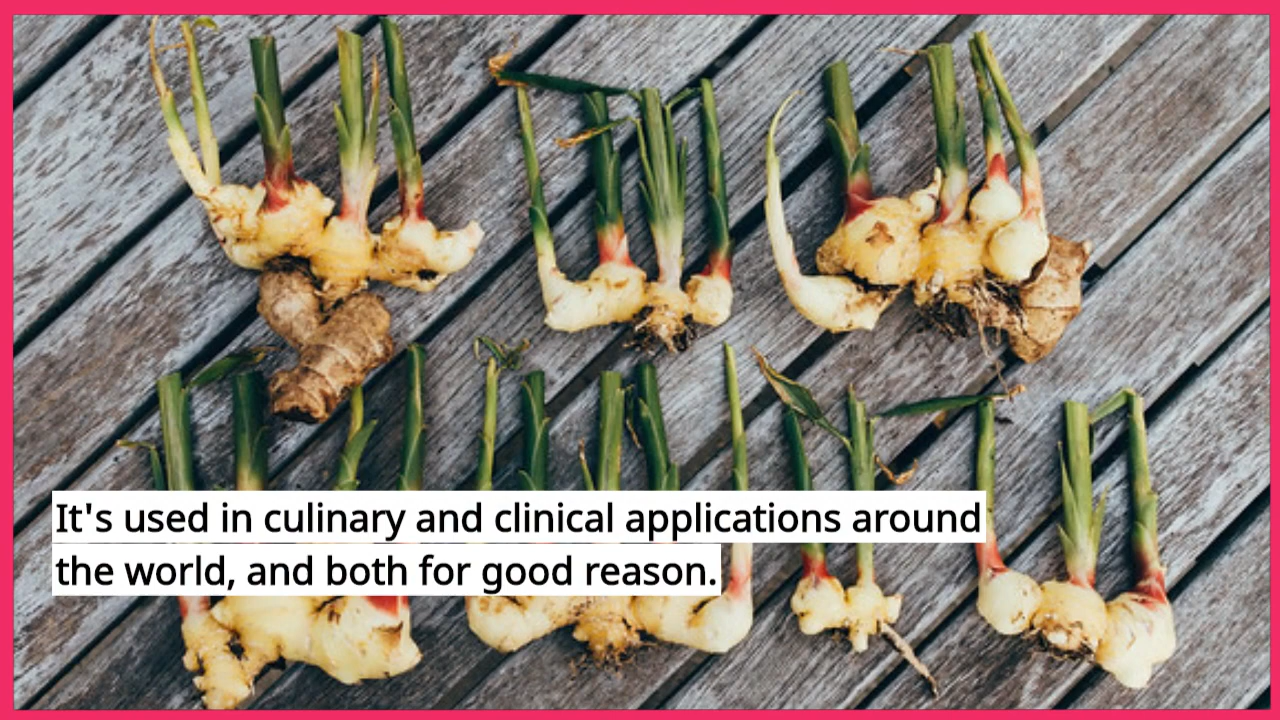 It's used in culinary and clinical applications around
the world, and both for good reason.